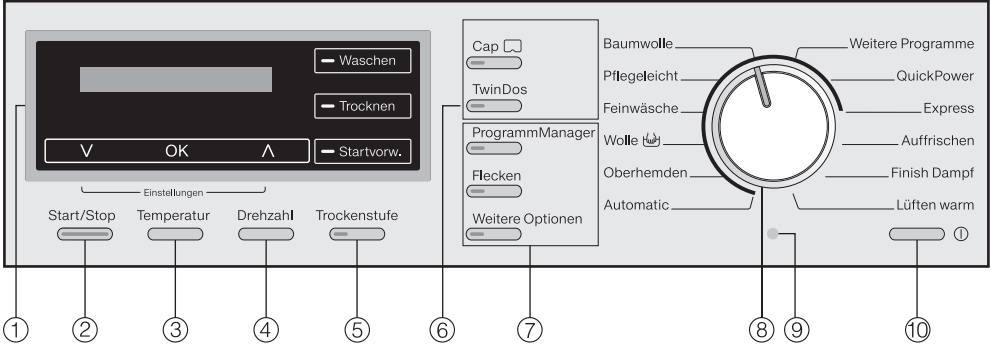 Waschen
Trocknen
Startvorw.
OK
Einstellungen
Start/Stop Temperatur Drehzahl Trockenstufe
Cap
TwinDos
ProgrammManager
Flecken
Weitere Optionen
Baumwolle
Pflegeleicht
Feinwäsche
Wolle
Oberhemden
Automatic
Weitere Programme
QuickPower
Express
Auffrischen
Finish Dampf
Lüften warm
① ② ③ ④ ⑤ ⑥ ⑦ ⑧ ⑨ ⑩